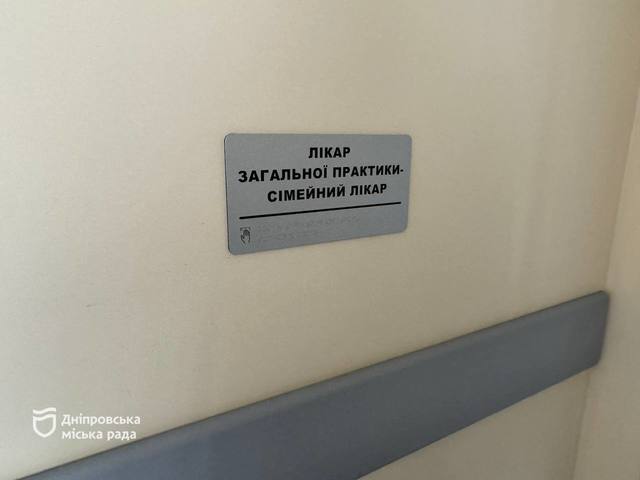 ЛІКАР
ЗАГАЛЬНОЇ ПРАКТИКИ-
СІМЕЙНИЙ ЛІКАР
Дніпровська
міська рада